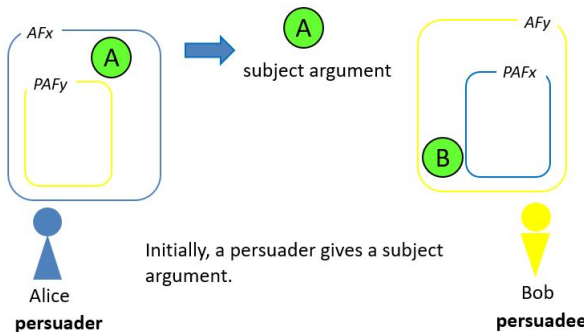 AFx
A
PAFy
A
subject argument
AFy
PAFx
B
Initially, a persuader gives a subject
argument.
Alice
persuader
Bob
persuadee